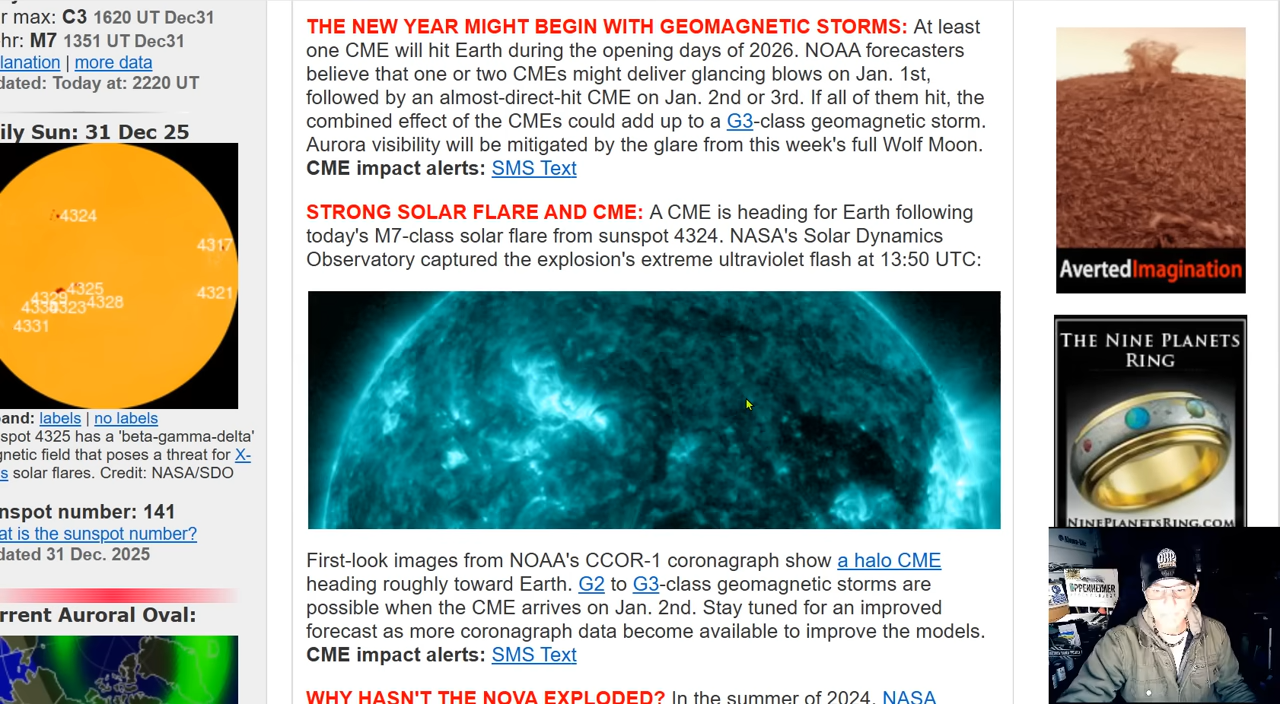 r max: C3 1620 UT Dec31
hr: M7 1351 UT Dec31
lanation | more data
dated: Today at: 2220 UT
ily Sun: 31 Dec 25
4324
4317
4325
4321
4329
4328
4323
4331
and: labels | no labels
spot 4325 has a 'beta-gamma-delta'
gnetic field that poses a threat for X-
s solar flares. Credit: NASA/SDO
nspot number: 141
at is the sunspot number?
dated 31 Dec. 2025
rrent Auroral Oval:
THE NEW YEAR MIGHT BEGIN WITH GEOMAGNETIC STORMS: At least
one CME will hit Earth during the opening days of 2026. NOAA forecasters
believe that one or two CMEs might deliver glancing blows on Jan. 1st,
followed by an almost-direct-hit CME on Jan. 2nd or 3rd. If all of them hit, the
combined effect of the CMEs could add up to a G3-class geomagnetic storm.
Aurora visibility will be mitigated by the glare from this week's full Wolf Moon.
CME impact alerts: SMS Text
STRONG SOLAR FLARE AND CME: A CME is heading for Earth following
today's M7-class solar flare from sunspot 4324. NASA's Solar Dynamics
Observatory captured the explosion's extreme ultraviolet flash at 13:50 UTC:
First-look images from NOAA's CCOR-1 coronagraph show a halo CME
heading roughly toward Earth. G2 to G3-class geomagnetic storms are
possible when the CME arrives on Jan. 2nd. Stay tuned for an improved
forecast as more coronagraph data become available to improve the models.
CME impact alerts: SMS Text
WHY HASN'T THE NOVA EXPLODED? In the summer of 2024, NASA
AvertedImagination
THE NINE PLANETS
RING
NINEPLANETSRING.COM
OPPENHEIMER